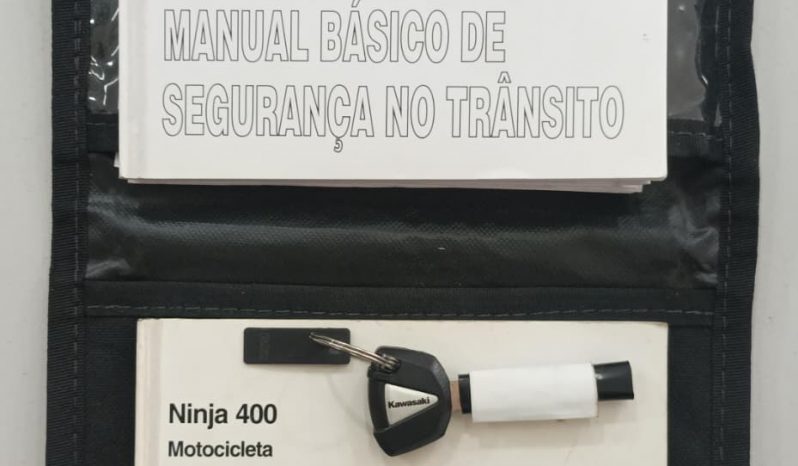 MANUAL BÁSICO DE
SEGURANÇA NO TRÂNSITO
Kawasaki
Ninja 400
Motocicleta